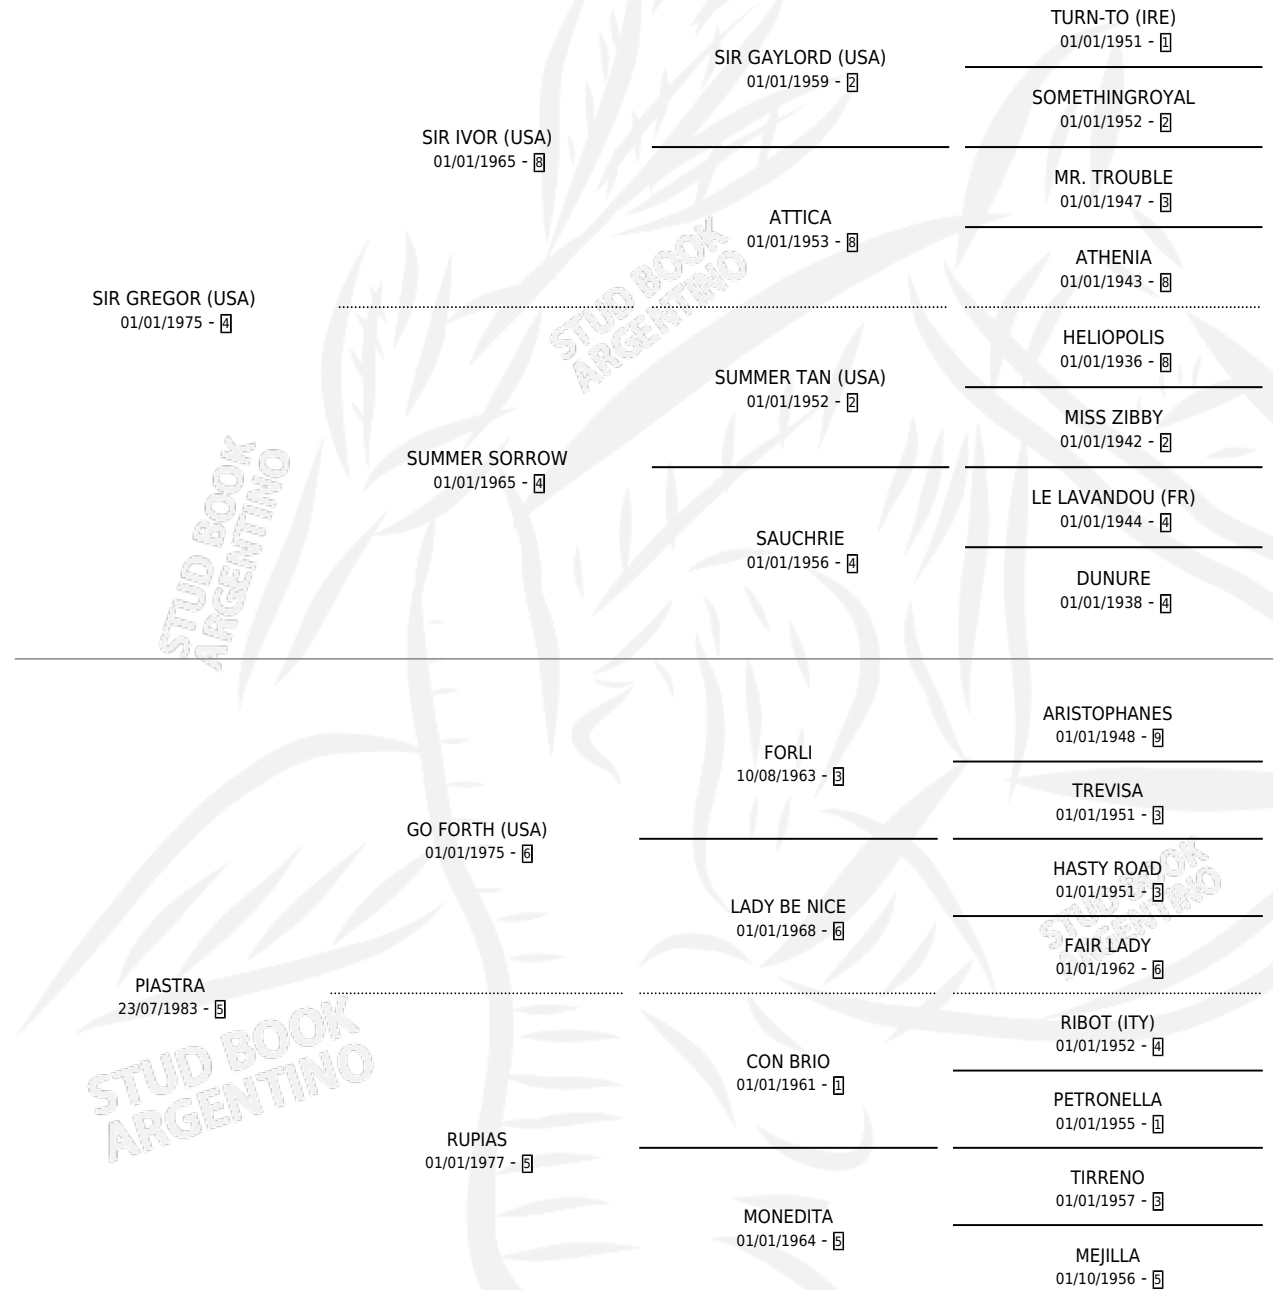 TURN-TO (IRE)
01/01/1951 - 1
SIR GAYLORD (USA)
01/01/1959 - 2
SOMETHINGROYAL
01/01/1952 - 2
SIR IVOR (USA)
01/01/1965 - 8
MR. TROUBLE
01/01/1947 - 3
ATTICA
01/01/1953 - 8
ATHENIA
01/01/1943 - 8
SIR GREGOR (USA)
01/01/1975 - 4
HELIOPOLIS
01/01/1936 - 8
SUMMER TAN (USA)
01/01/1952 - 2
MISS ZIBBY
01/01/1942 - 2
SUMMER SORROW
01/01/1965 - 4
LE LAVANDOU (FR)
01/01/1944 - 4
SAUCHRIE
01/01/1956 - 4
DUNURE
01/01/1938 - 4
ARISTOPHANES
01/01/1948 - 9
FORLI
10/08/1963 - 3
TREVISA
01/01/1951 - 3
GO FORTH (USA)
01/01/1975 - 6
HASTY ROAD
01/01/1951 - 3
LADY BE NICE
01/01/1968 - 6
FAIR LADY
01/01/1962 - 6
PIASTRA
23/07/1983 - 5
RIBOT (ITY)
01/01/1952 - 4
CON BRIO
01/01/1961 - 1
PETRONELLA
01/01/1955 - 1
RUPIAS
01/01/1977 - 5
TIRRENO
01/01/1957 - 3
MONEDITA
01/01/1964 - 5
MEJILLA
01/10/1956 - 5
STUD BOOK
ARGENTINO
STUD BOOK
ARGENTINO
STUD BOOK
ARGENTINO
STUD BOOK
ARGENTINO